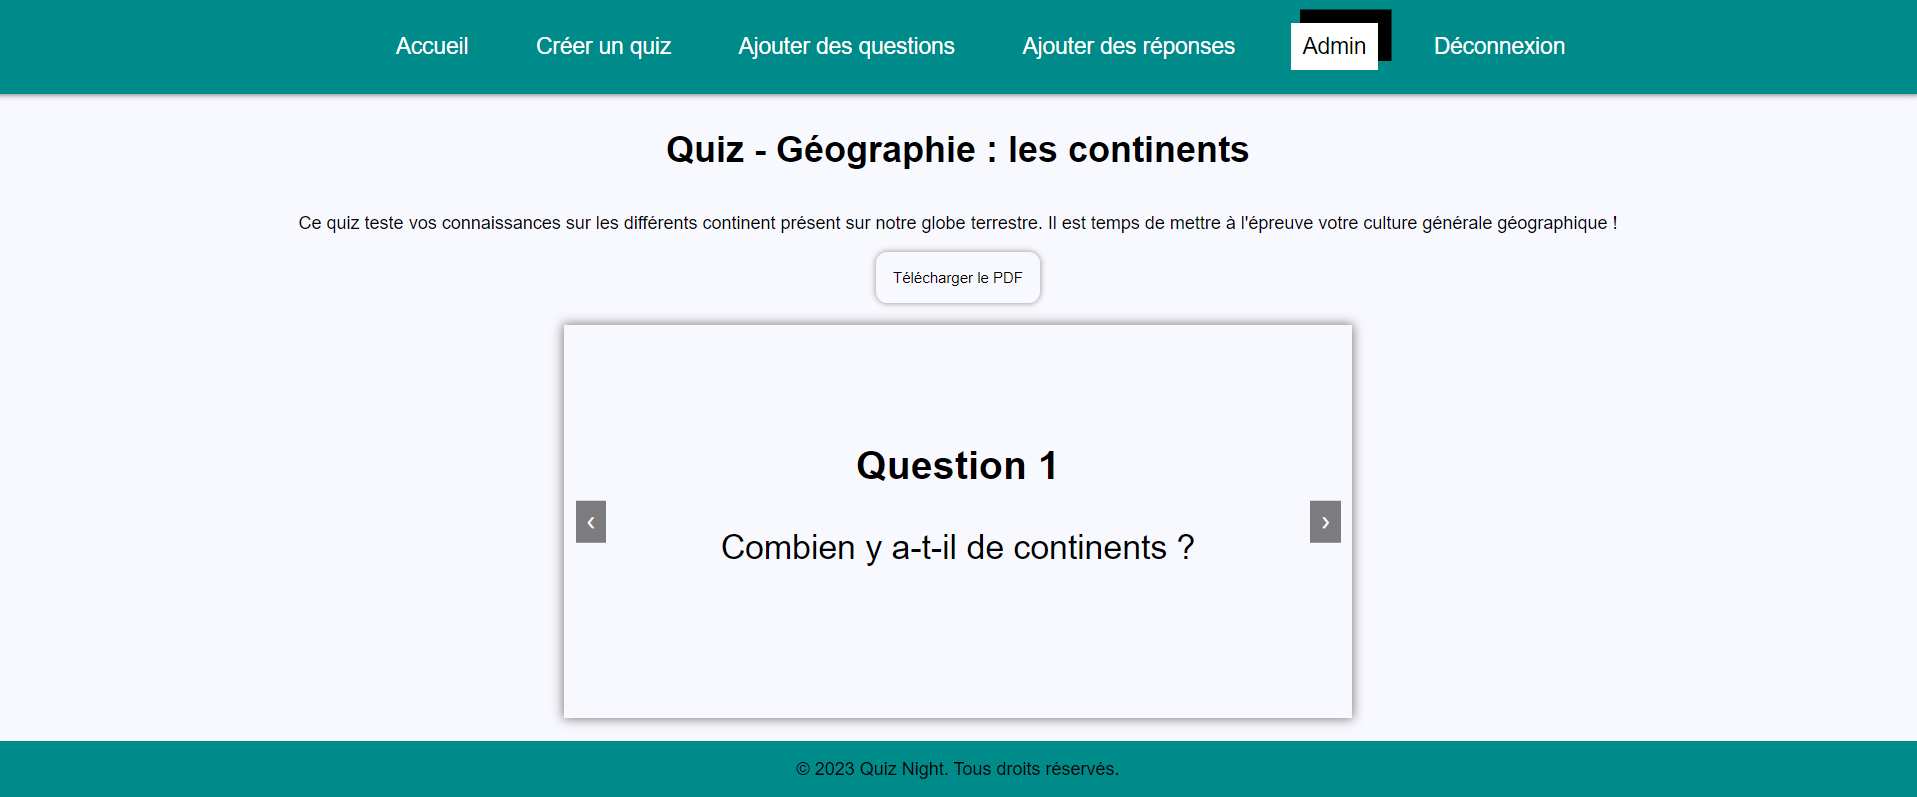 Accueil Créer un quiz Ajouter des questions Ajouter des réponses Admin Déconnexion
Quiz - Géographie : les continents
Ce quiz teste vos connaissances sur les différents continent présent sur notre globe terrestre. Il est temps de mettre à l'épreuve votre culture générale géographique !
Télécharger le PDF
Question 1
‹ ›
Combien y a-t-il de continents ?
© 2023 Quiz Night. Tous droits réservés.